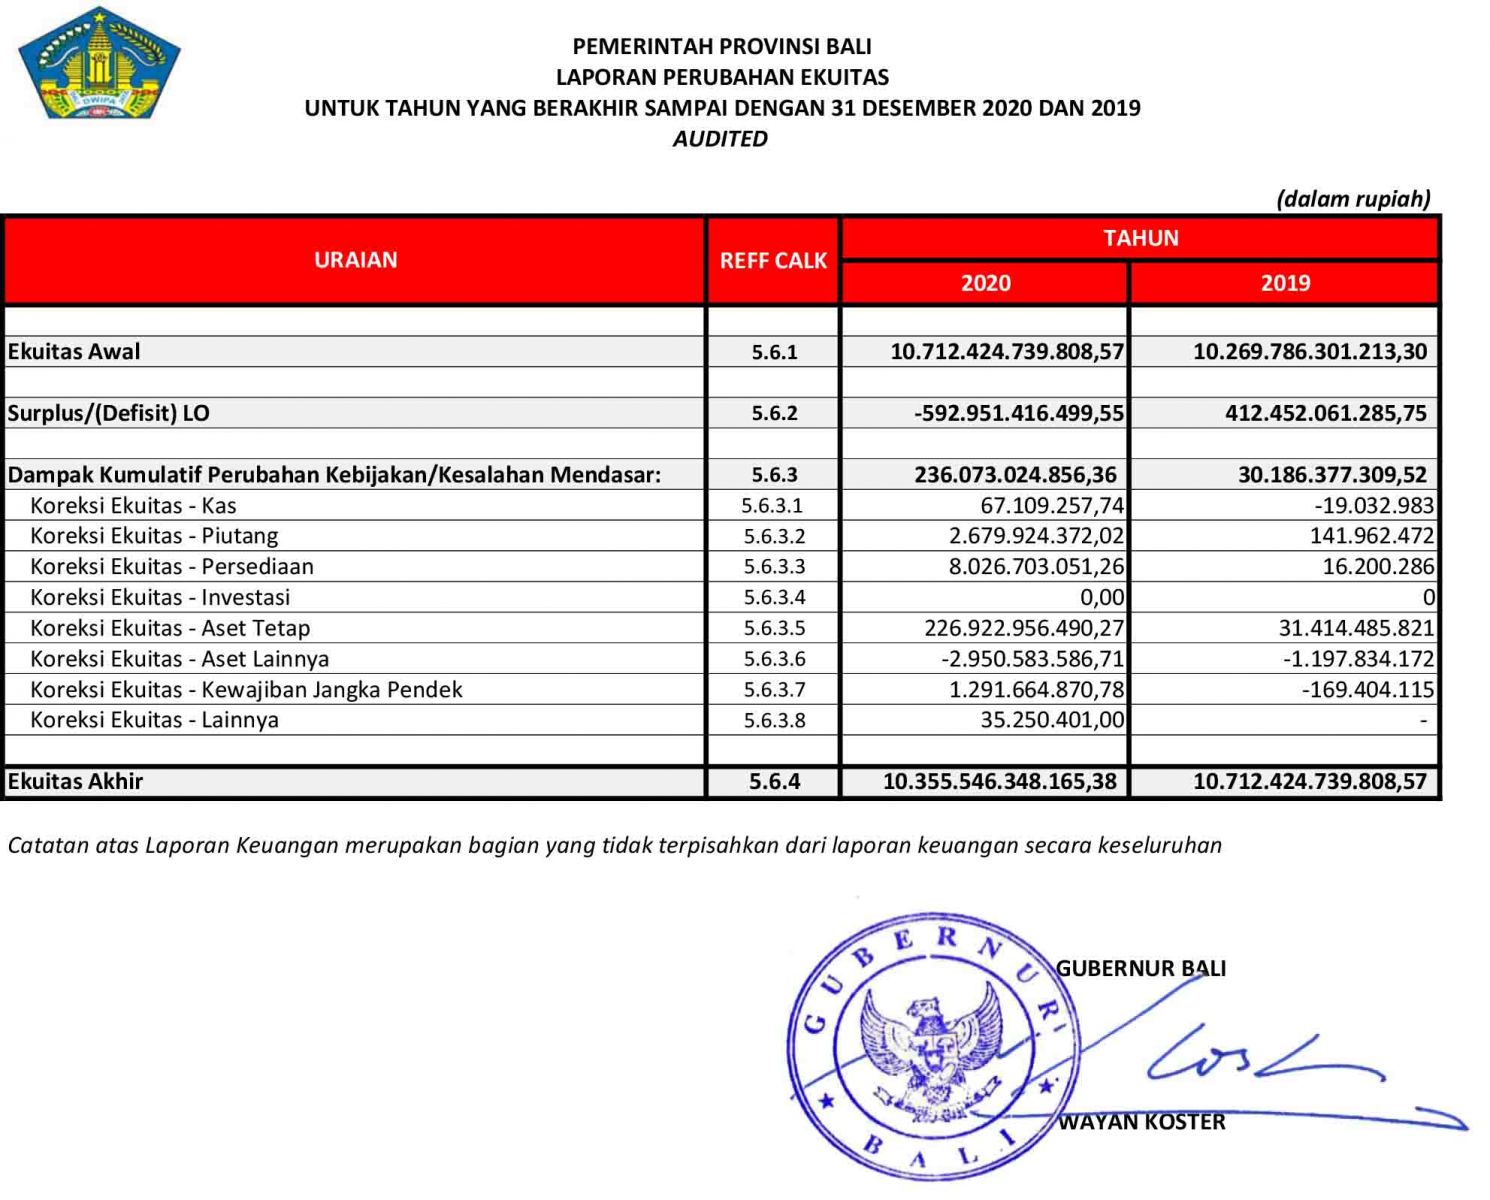 PEMERINTAH PROVINSI BALI
LAPORAN PERUBAHAN EKUITAS
UNTUK TAHUN YANG BERAKHIR SAMPAI DENGAN 31 DESEMBER 2020 DAN 2019
AUDITED
(dalam rupiah)
URAIAN REFF CALK TAHUN
2020 2019
Ekuitas Awal 5.6.1 10.712.424.739.808,57 10.269.786.301.213,30
Surplus/(Defisit) LO 5.6.2 -592.951.416.499,55 412.452.061.285,75
Dampak Kumulatif Perubahan Kebijakan/Kesalahan Mendasar: 5.6.3 236.073.024.856,36 30.186.377.309,52
Koreksi Ekuitas - Kas 5.6.3.1 67.109.257,74 -19.032.983
Koreksi Ekuitas - Piutang 5.6.3.2 2.679.924.372,02 141.962.472
Koreksi Ekuitas - Persediaan 5.6.3.3 8.026.703.051,26 16.200.286
Koreksi Ekuitas - Investasi 5.6.3.4 0,00 0
Koreksi Ekuitas - Aset Tetap 5.6.3.5 226.922.956.490,27 31.414.485.821
Koreksi Ekuitas - Aset Lainnya 5.6.3.6 -2.950.583.586,71 -1.197.834.172
Koreksi Ekuitas - Kewajiban Jangka Pendek 5.6.3.7 1.291.664.870,78 -169.404.115
Koreksi Ekuitas - Lainnya 5.6.3.8 35.250.401,00 -
Ekuitas Akhir 5.6.4 10.355.546.348.165,38 10.712.424.739.808,57
Catatan atas Laporan Keuangan merupakan bagian yang tidak terpisahkan dari laporan keuangan secara keseluruhan
GUBERNUR
BALI
GUBERNUR BALI
WAYAN KOSTER